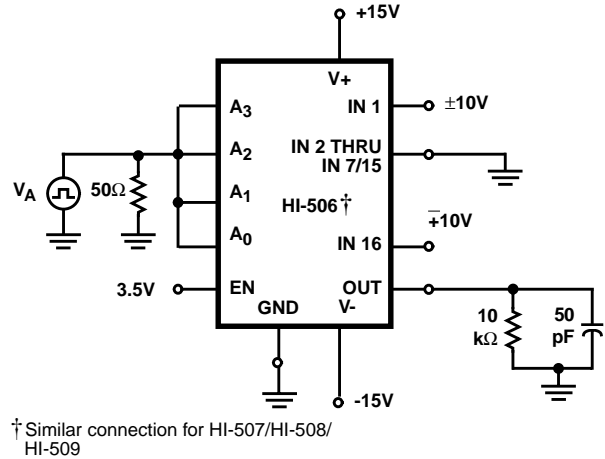 +15V
V+
A3
IN 1
±10V
A2
IN 2 THRU
IN 7/15
VA
50Ω
A1
HI-506†
A0
IN 16
∓10V
3.5V
EN
OUT
GND
V-
10
kΩ
50
pF
-15V
†Similar connection for HI-507/HI-508/
HI-509